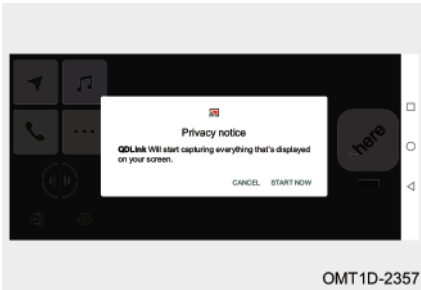 Privacy notice
QDLink Will start capturing everything that's displayed
on your screen.
CANCEL START NOW
here
OMT1D-2357